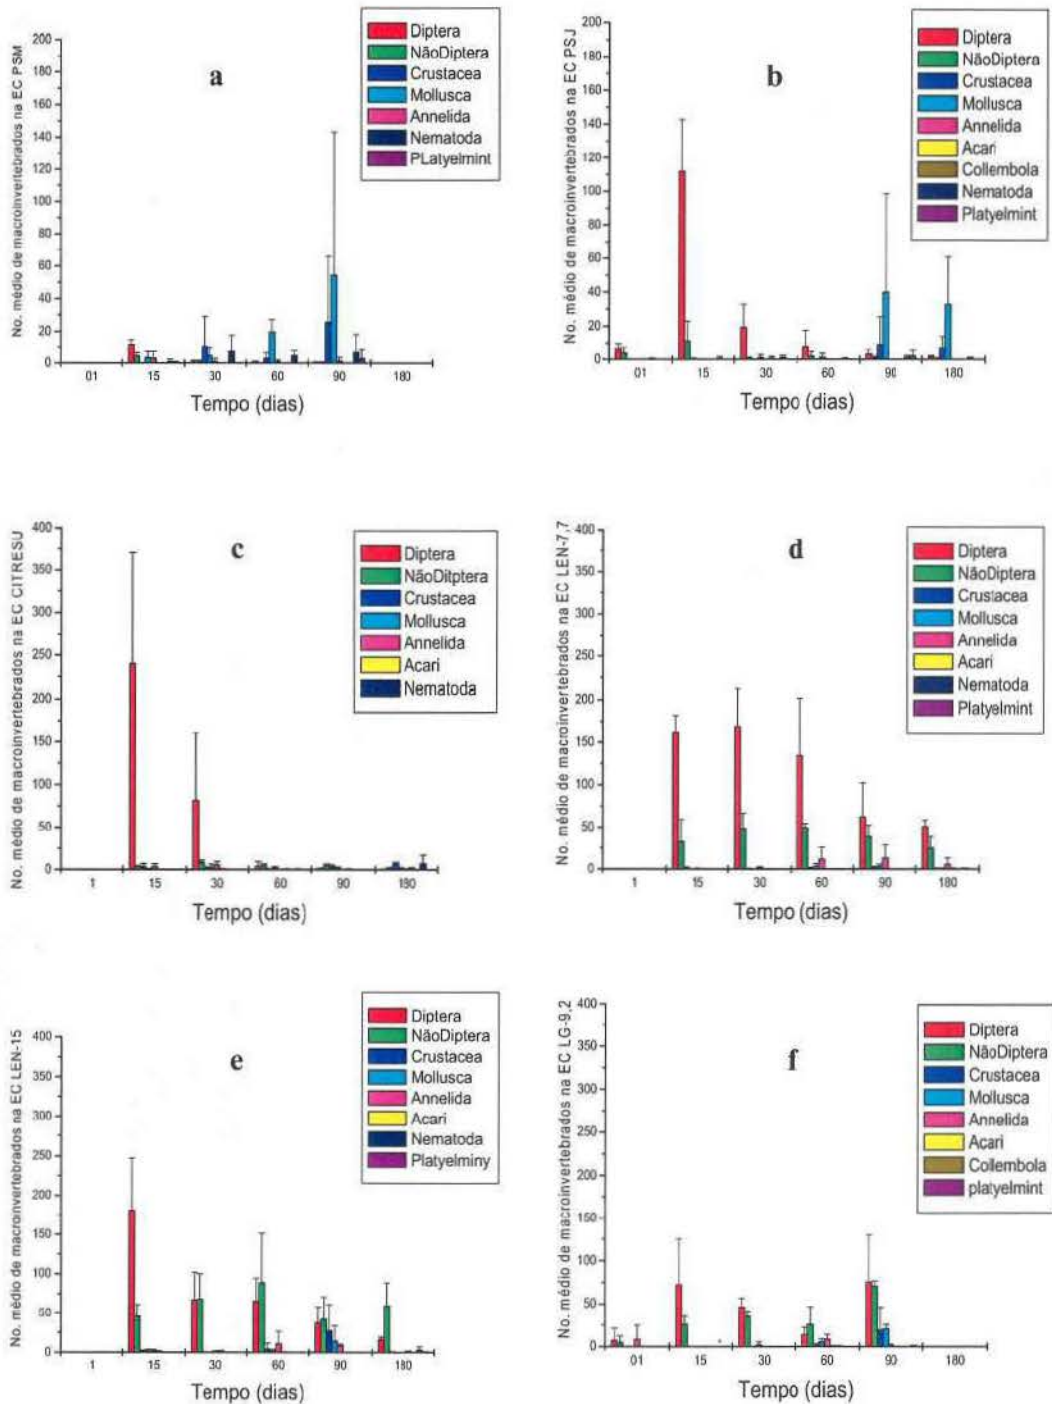 No. médio de macroinvertebrados na EC PSM
200
180
160
140
120
100
80
60
40
20
0
a
Diptera
NãoDiptera
Crustacea
Mollusca
Annelida
Nematoda
PLatyelmint
01 15 30 60 90 180
Tempo (dias)
No. médio de macroinvertebrados na EC PSJ
200
180
160
140
120
100
80
60
40
20
0
b
Diptera
NãoDiptera
Crustacea
Mollusca
Annelida
Acari
Collembola
Nematoda
Platyelmint
01 15 30 60 90 180
Tempo (dias)
No. médio de macroinvertebrados na EC CITRESU
400
350
300
250
200
150
100
50
0
c
Diptera
NãoDitptera
Crustacea
Mollusca
Annelida
Acari
Nematoda
1 15 30 60 90 180
Tempo (dias)
No. médio de macroinvertebrados na EC LEN-7,7
400
350
300
250
200
150
100
50
0
d
Diptera
NãoDiptera
Crustacea
Mollusca
Annelida
Acari
Nematoda
Platyelmint
1 15 30 60 90 180
Tempo (dias)
No. médio de macroinvertebrados na EC LEN-15
400
350
300
250
200
150
100
50
0
e
Diptera
NãoDiptera
Crustacea
Mollusca
Annelida
Acari
Nematoda
Platyelminy
1 15 30 60 90 180
Tempo (dias)
No. médio de macroinvertebrados na EC LG-9,2
400
350
300
250
200
150
100
50
0
f
Diptera
NãoDiptera
Crustacea
Mollusca
Annelida
Acari
Collembola
platyelmint
01 15 30 60 90 180
Tempo (dias)